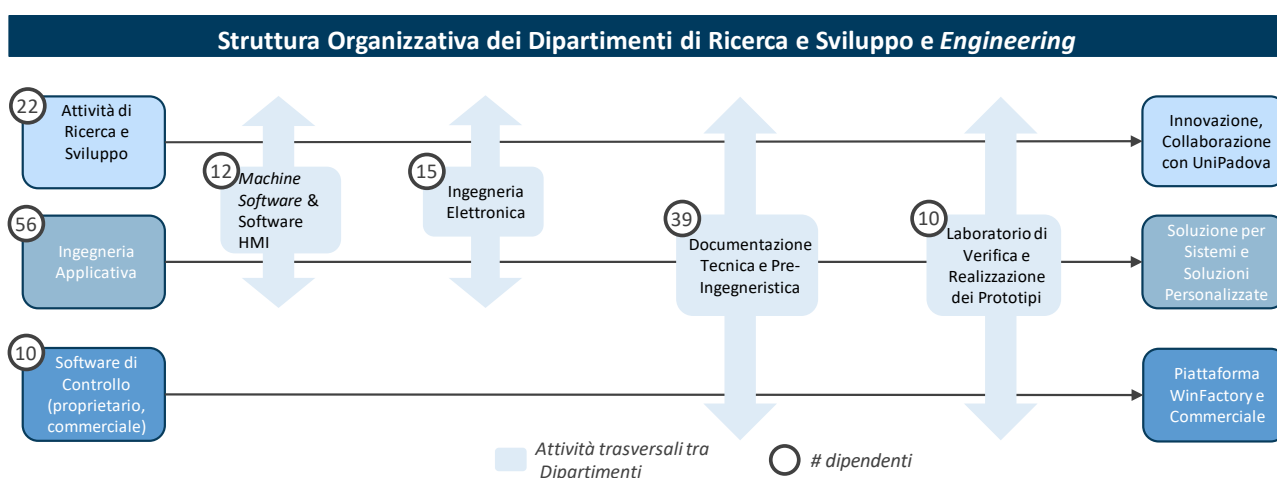 Struttura Organizzativa dei Dipartimenti di Ricerca e Sviluppo e Engineering
22
Attività di
Ricerca e
Sviluppo
12
Machine
Software &
Software
HMI
15
Ingegneria
Elettronica
Innovazione,
Collaborazione
con UniPadova
56
Ingegneria
Applicativa
39
Documentazione
Tecnica e Pre-
Ingegneristica
10
Laboratorio di
Verifica e
Realizzazione
dei Prototipi
Soluzione per
Sistemi e
Soluzioni
Personalizzate
10
Software di
Controllo
(proprietario,
commerciale)
Piattaforma
WinFactory e
Commerciale
Attività trasversali tra
Dipartimenti
# dipendenti